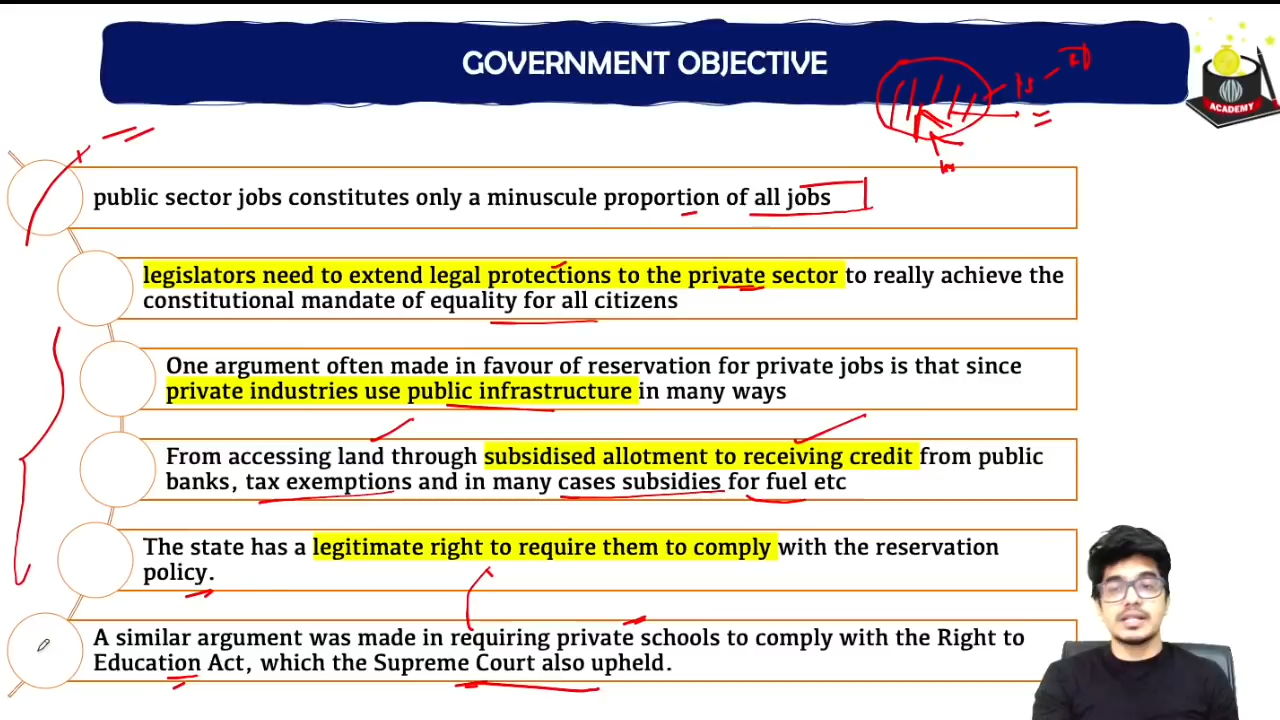 GOVERNMENT OBJECTIVE
ACADEMY
public sector jobs constitutes only a minuscule proportion of all jobs
legislators need to extend legal protections to the private sector to really achieve the
constitutional mandate of equality for all citizens
One argument often made in favour of reservation for private jobs is that since
private industries use public infrastructure in many ways
From accessing land through subsidised allotment to receiving credit from public
banks, tax exemptions and in many cases subsidies for fuel etc
The state has a legitimate right to require them to comply with the reservation
policy.
A similar argument was made in requiring private schools to comply with the Right to
Education Act, which the Supreme Court also upheld.